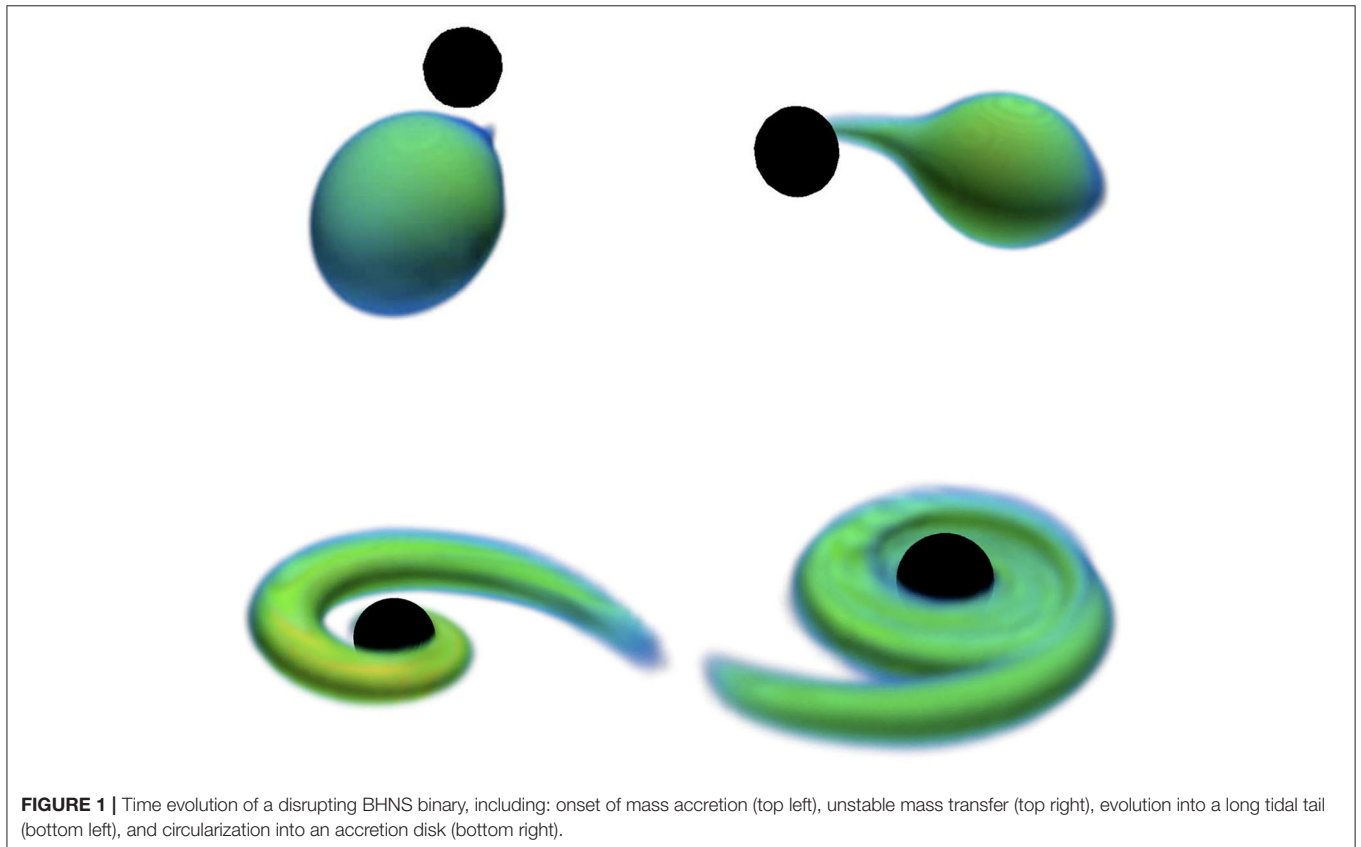 FIGURE 1 | Time evolution of a disrupting BHNS binary, including: onset of mass accretion (top left), unstable mass transfer (top right), evolution into a long tidal tail
(bottom left), and circularization into an accretion disk (bottom right).